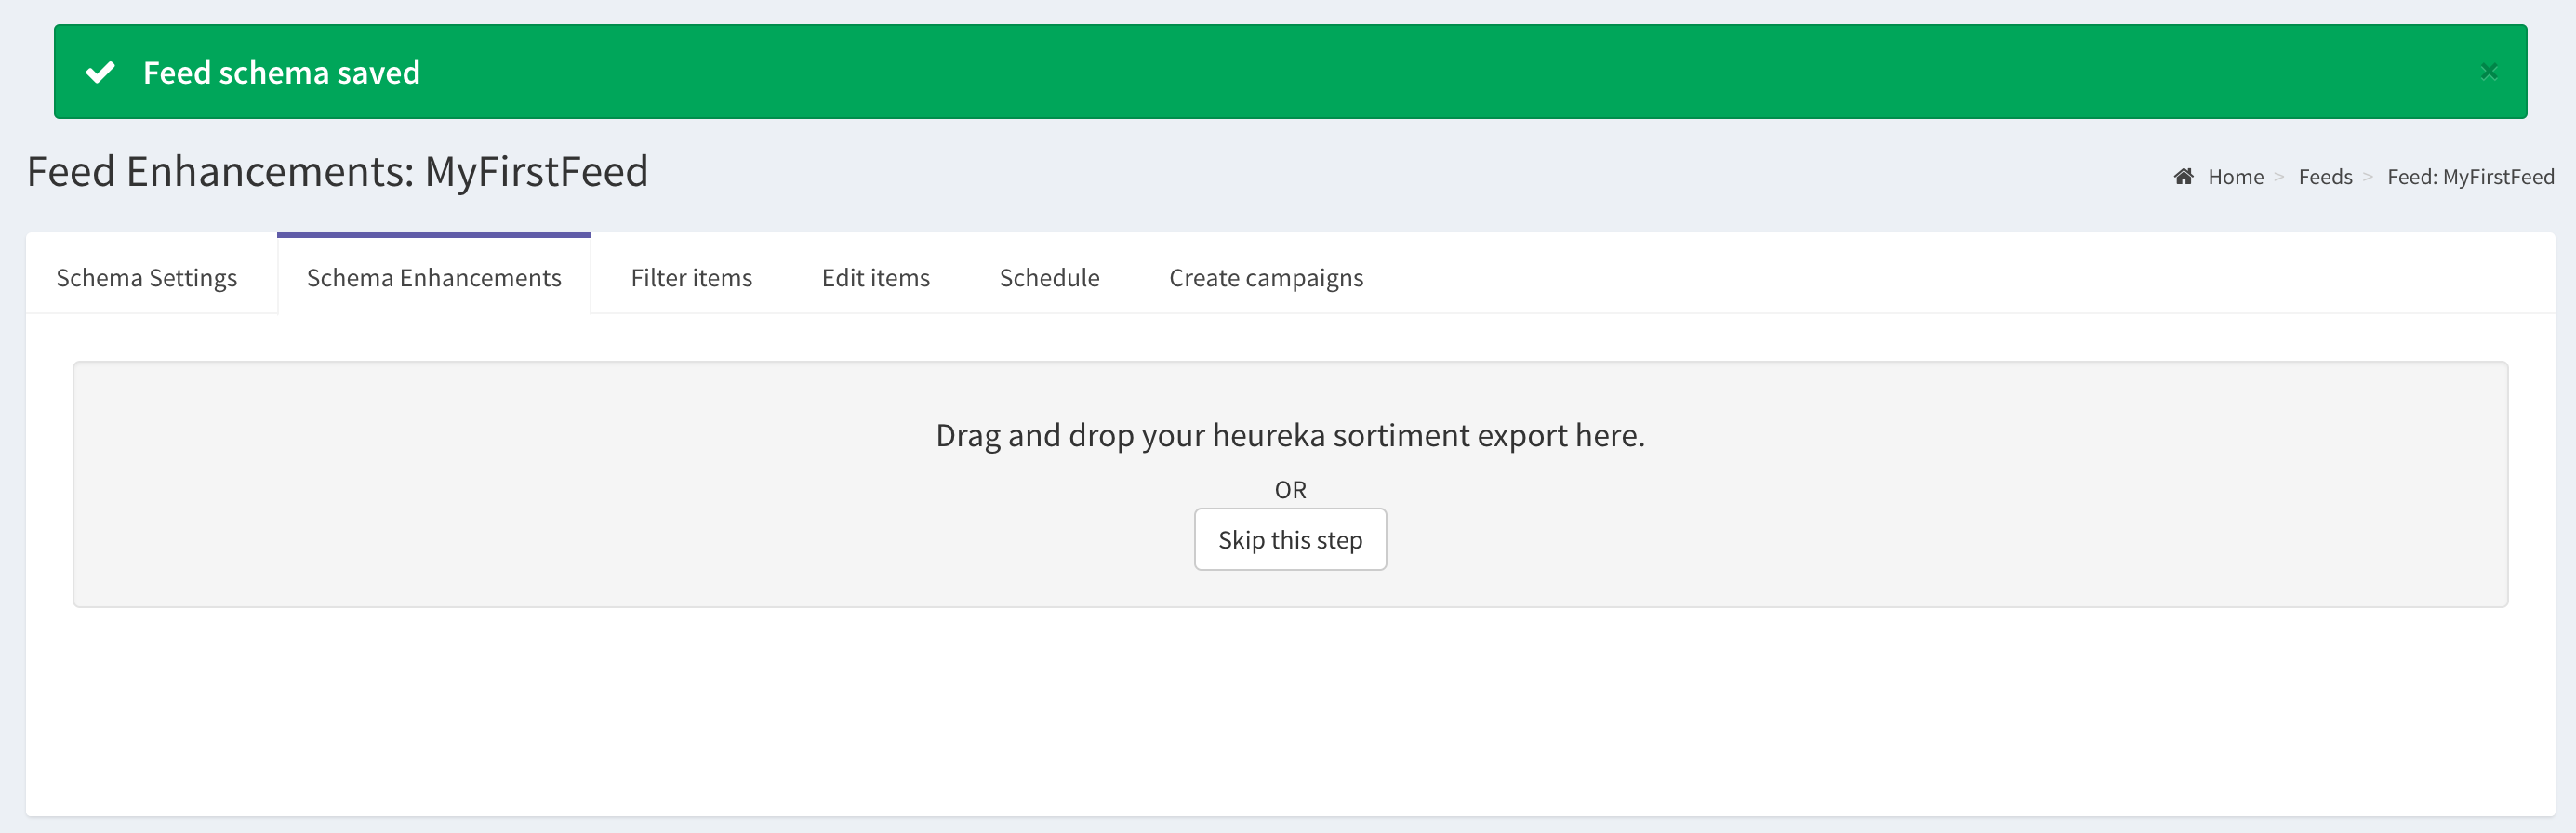 Feed schema saved
×
Feed Enhancements: MyFirstFeed
Home > Feeds > Feed: MyFirstFeed
Schema Settings Schema Enhancements Filter items Edit items Schedule Create campaigns
Drag and drop your heureka sortiment export here.
OR
Skip this step